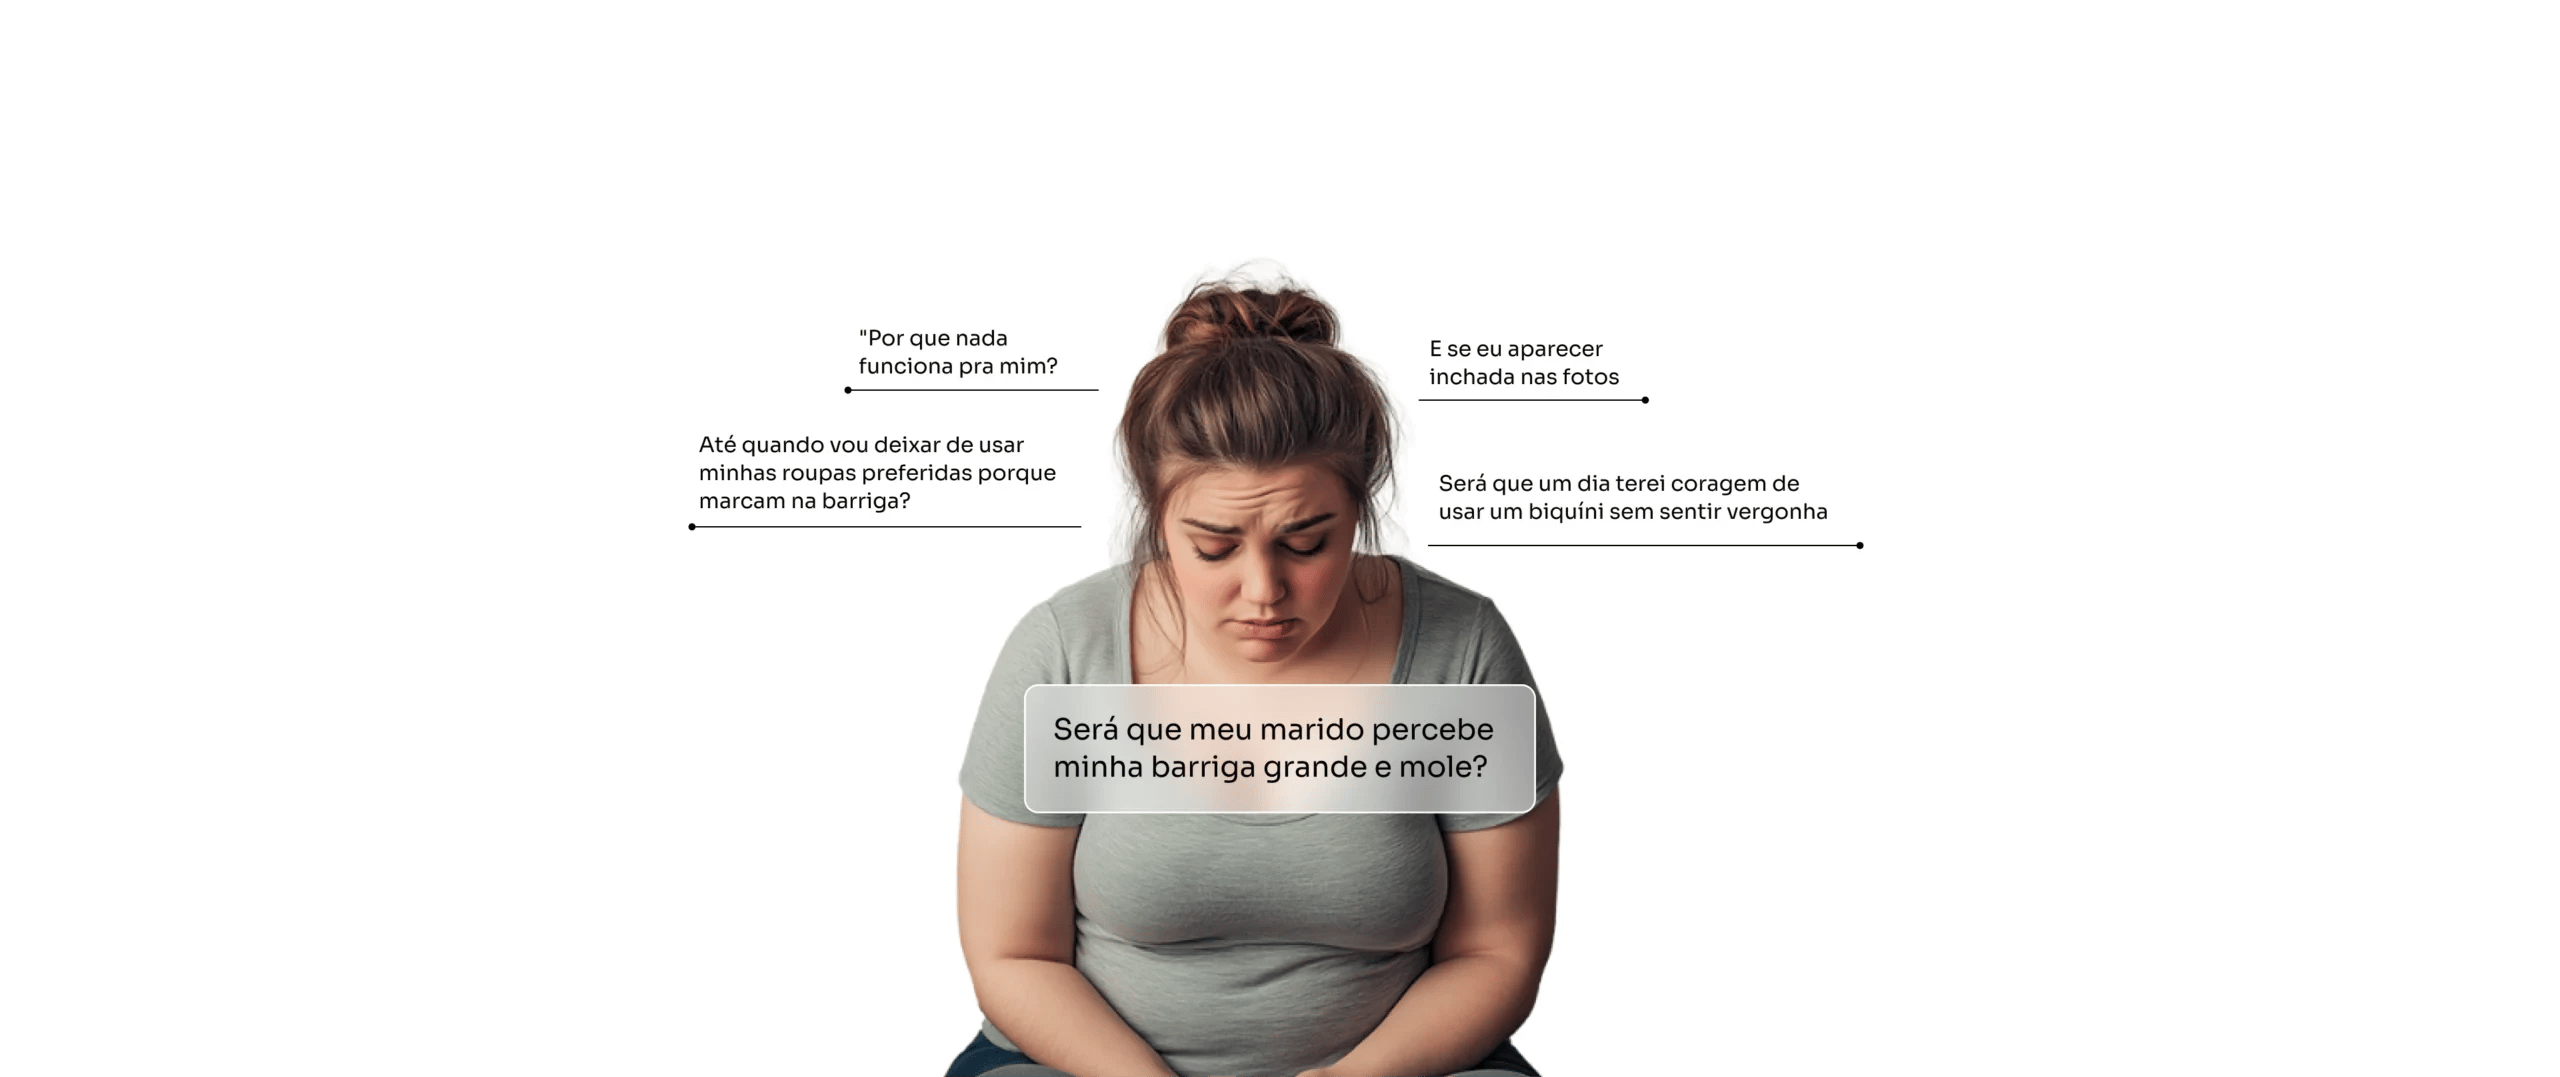 "Por que nada
funciona pra mim?
Até quando vou deixar de usar
minhas roupas preferidas porque
marcam na barriga?
E se eu aparecer
inchada nas fotos
Será que um dia terei coragem de
usar um biquíni sem sentir vergonha
Será que meu marido percebe
minha barriga grande e mole?